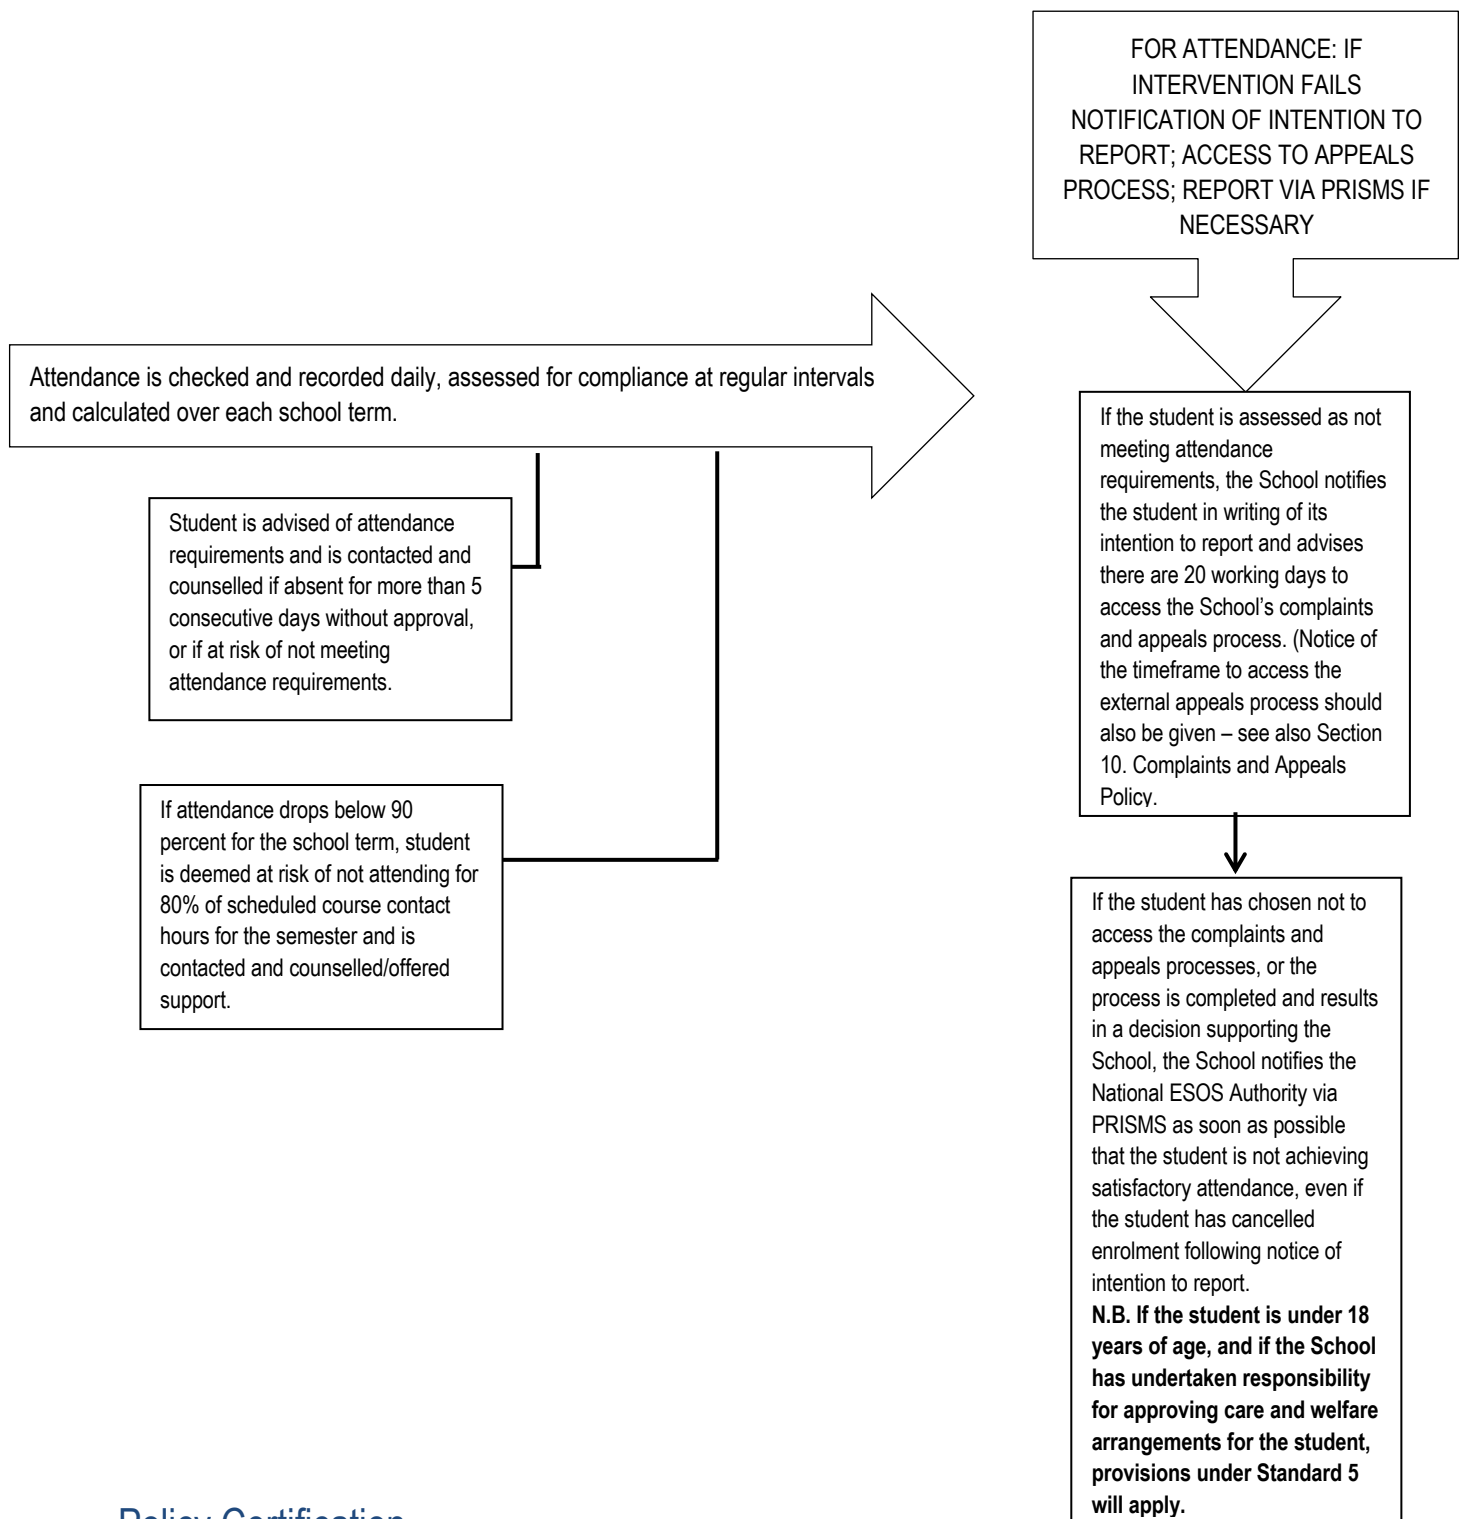 FOR ATTENDANCE: IF
INTERVENTION FAILS
NOTIFICATION OF INTENTION TO
REPORT; ACCESS TO APPEALS
PROCESS; REPORT VIA PRISMS IF
NECESSARY
Attendance is checked and recorded daily, assessed for compliance at regular intervals
and calculated over each school term.
Student is advised of attendance
requirements and is contacted and
counselled if absent for more than 5
consecutive days without approval,
or if at risk of not meeting
attendance requirements.
If attendance drops below 90
percent for the school term, student
is deemed at risk of not attending for
80% of scheduled course contact
hours for the semester and is
contacted and counselled/offered
support.
If the student is assessed as not
meeting attendance
requirements, the School notifies
the student in writing of its
intention to report and advises
there are 20 working days to
access the School’s complaints
and appeals process. (Notice of
the timeframe to access the
external appeals process should
also be given – see also Section
10. Complaints and Appeals
Policy.
If the student has chosen not to
access the complaints and
appeals processes, or the
process is completed and results
in a decision supporting the
School, the School notifies the
National ESOS Authority via
PRISMS as soon as possible
that the student is not achieving
satisfactory attendance, even if
the student has cancelled
enrolment following notice of
intention to report.
N.B. If the student is under 18
years of age, and if the School
has undertaken responsibility
for approving care and welfare
arrangements for the student,
provisions under Standard 5
will apply.
Policy Certification